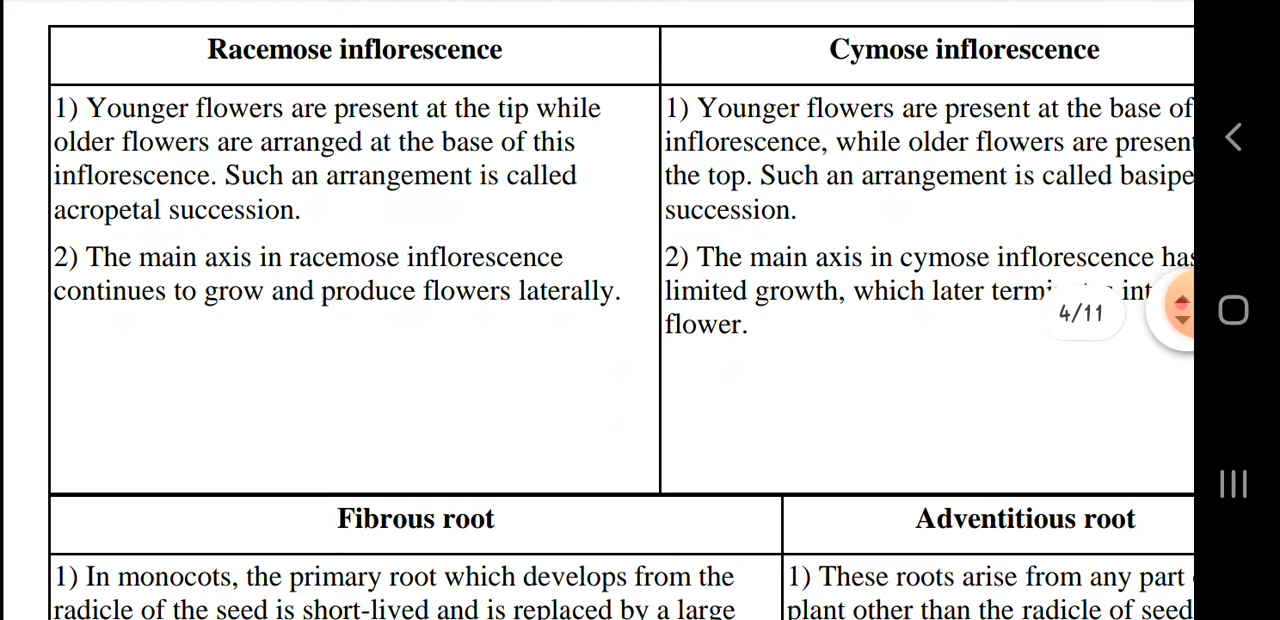 Racemose inflorescence
Cymose inflorescence
1) Younger flowers are present at the tip while
older flowers are arranged at the base of this
inflorescence. Such an arrangement is called
acropetal succession.
2) The main axis in racemose inflorescence
continues to grow and produce flowers laterally.
1) Younger flowers are present at the base of
inflorescence, while older flowers are presen
the top. Such an arrangement is called basipe
succession.
2) The main axis in cymose inflorescence has
limited growth, which later int
flower.
4/11
Fibrous root
Adventitious root
1) In monocots, the primary root which develops from the
radicle of the seed is short-lived and is replaced by a large
1) These roots arise from any part
plant other than the radicle of seed